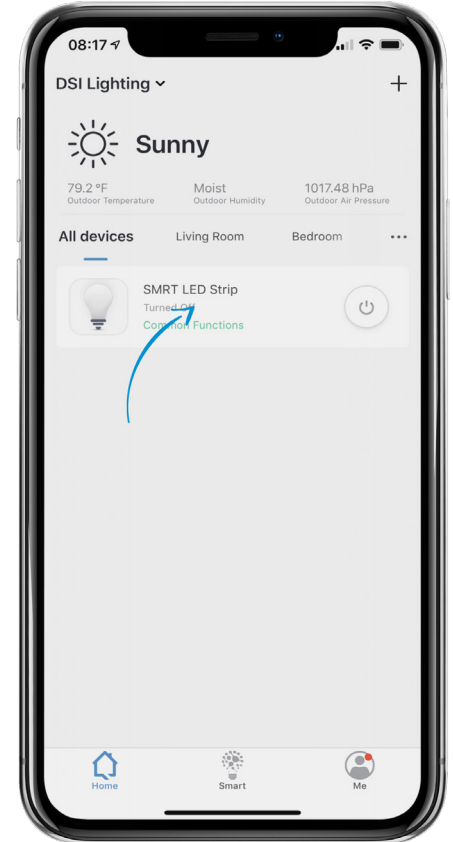 08:17
DSI Lighting
Sunny
79.2 °F Moist 1017.48 hPa
Outdoor Temperature Outdoor Humidity Outdoor Air Pressure
All devices Living Room Bedroom ...
SMRT LED Strip
Turned Off
Common Functions
Home Smart Me